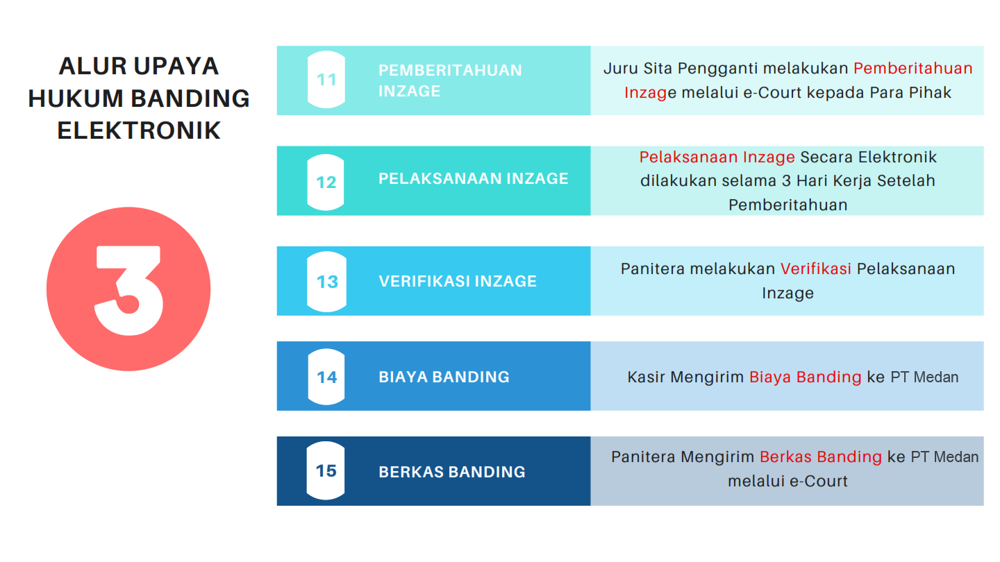 ALUR UPAYA
HUKUM BANDING
ELEKTRONIK
3
11
PEMBERITAHUAN
INZAGE
Juru Sita Pengganti melakukan Pemberitahuan
Inzage melalui e-Court kepada Para Pihak
12
PELAKSANAAN INZAGE
Pelaksanaan Inzage Secara Elektronik
dilakukan selama 3 Hari Kerja Setelah
Pemberitahuan
13
VERIFIKASI INZAGE
Panitera melakukan Verifikasi Pelaksanaan
Inzage
14
BIAYA BANDING
Kasir Mengirim Biaya Banding ke PT Medan
15
BERKAS BANDING
Panitera Mengirim Berkas Banding ke PT Medan
melalui e-Court